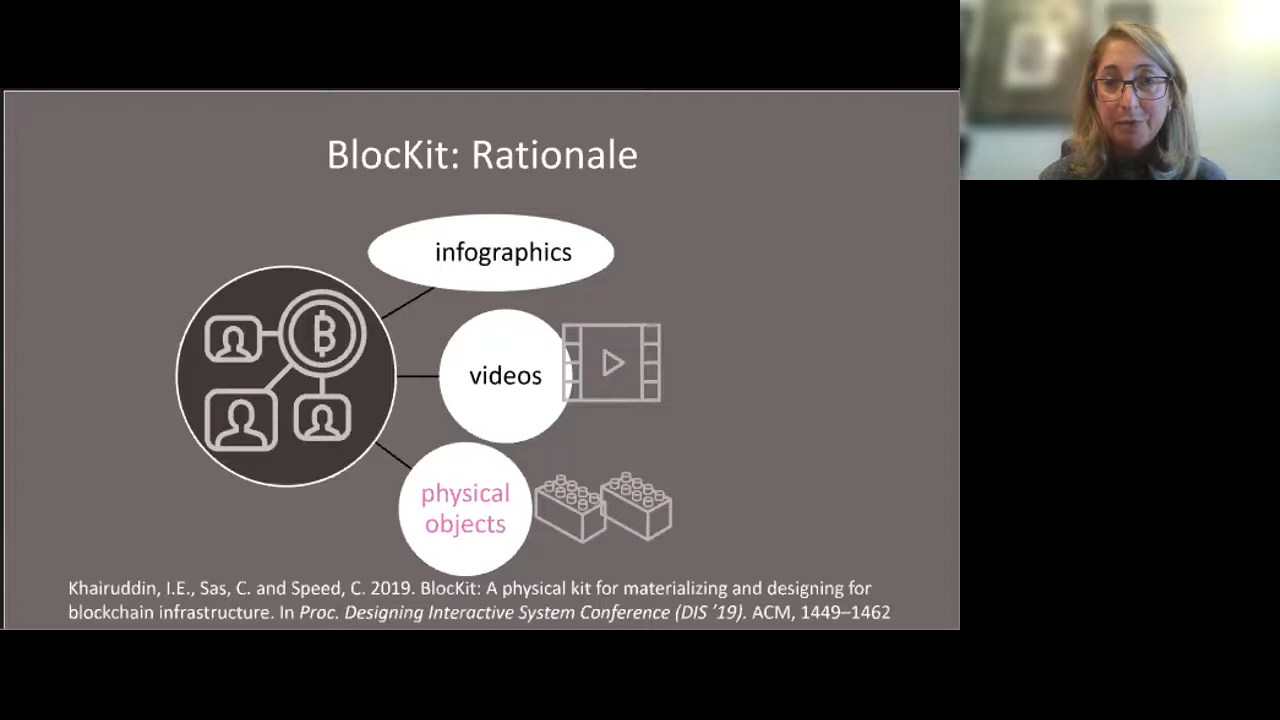 BlocKit: Rationale
infographics
videos
physical
objects
Khairuddin, I.E., Sas, C. and Speed, C. 2019. BlocKit: A physical kit for materializing and designing for
blockchain infrastructure. In Proc. Designing Interactive System Conference (DIS ’19). ACM, 1449–1462